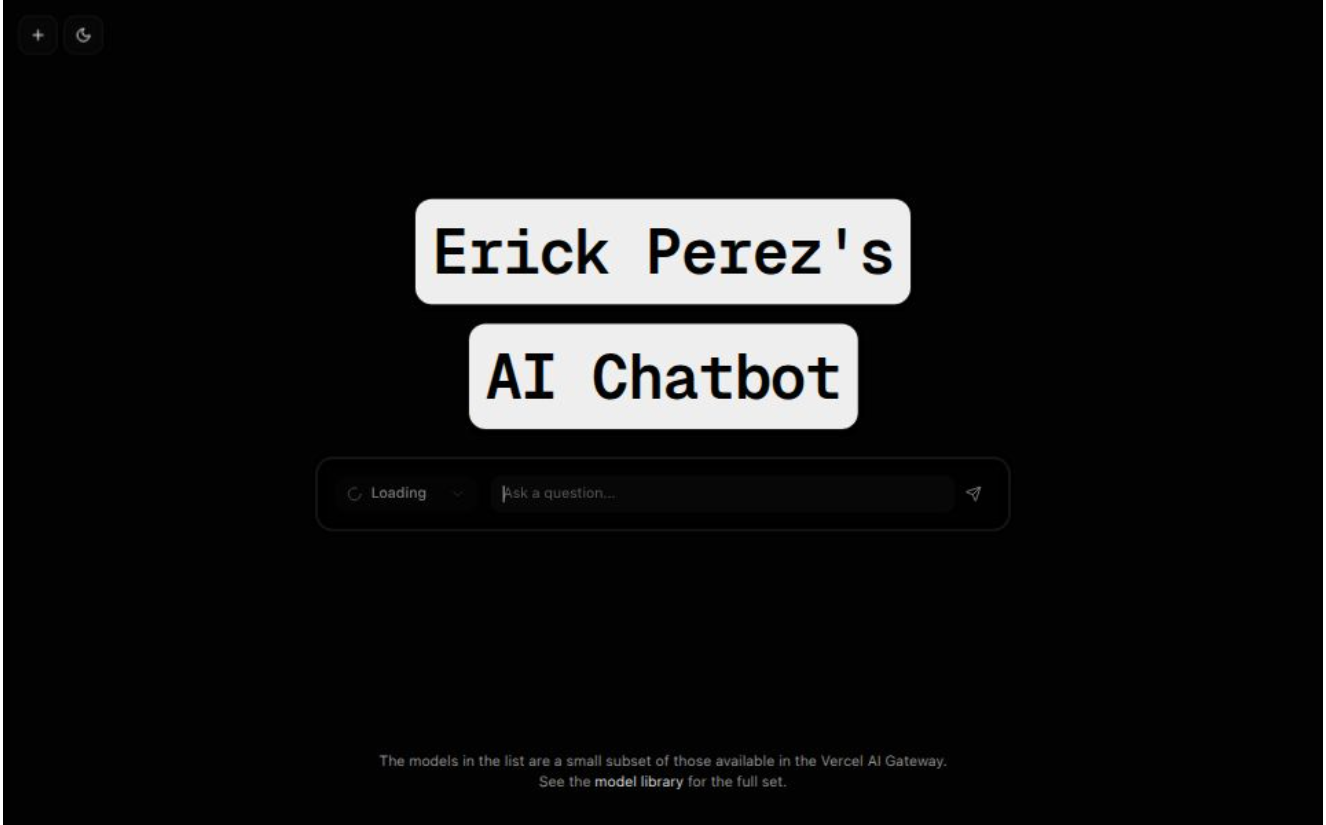 Erick Perez's
AI Chatbot
Loading
Ask a question...
The models in the list are a small subset of those available in the Vercel AI Gateway.
See the model library for the full set.